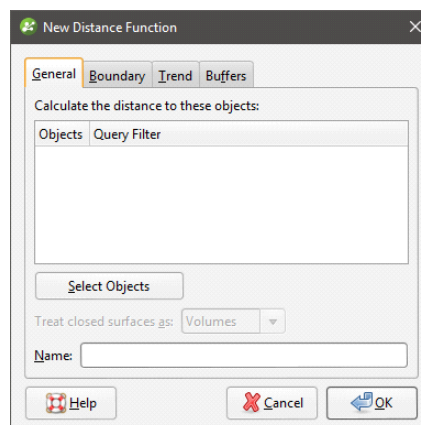 New Distance Function
General Boundary Trend Buffers
Calculate the distance to these objects:
Objects Query Filter
Select Objects
Treat closed surfaces as: Volumes
Name:
Help Cancel OK